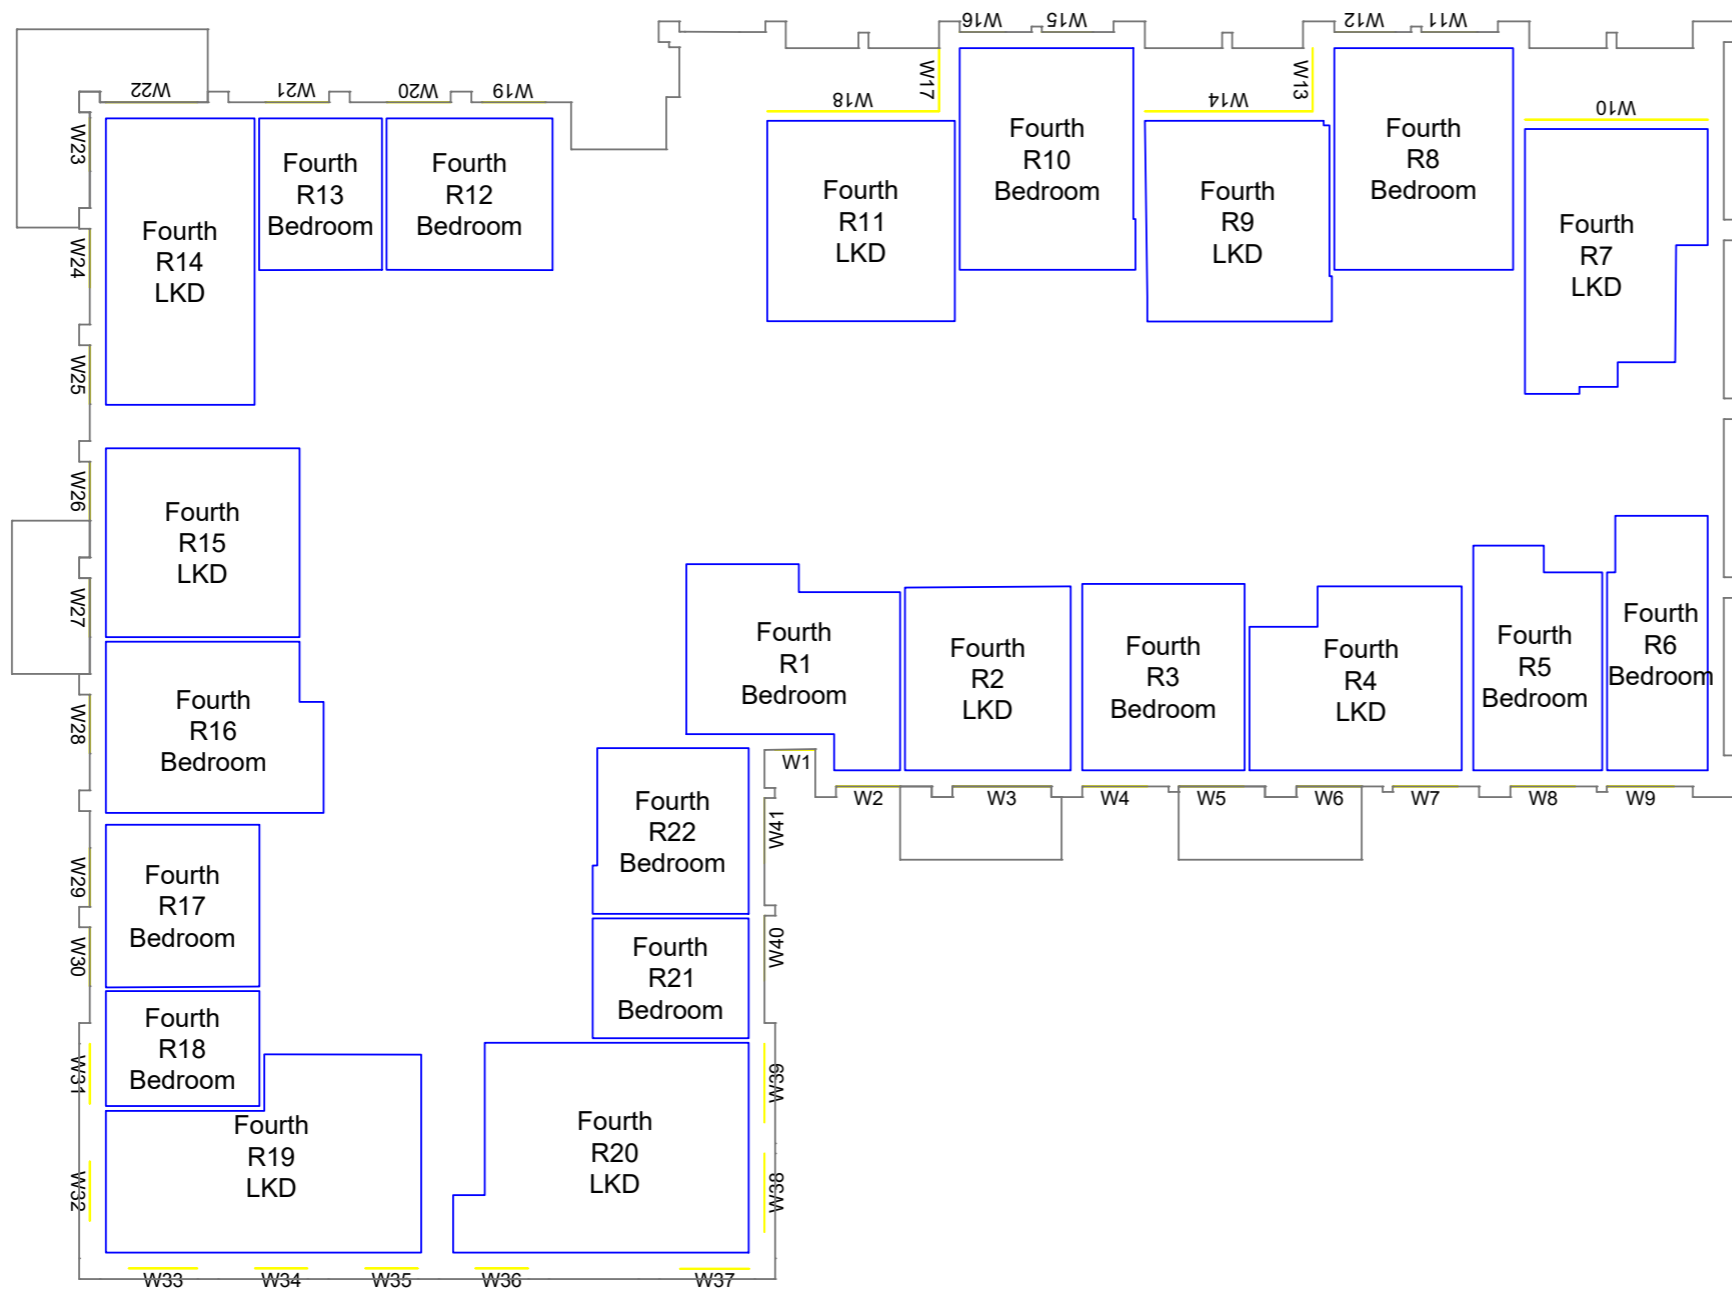 W16
W15
W12
W11
W22
W21
W20
W19
W18
W17
W14
W13
W10
W23
W24
W25
W26
W27
W28
W29
W30
W31
W32
Fourth
R14
LKD
Fourth
R13
Bedroom
Fourth
R12
Bedroom
Fourth
R11
LKD
Fourth
R10
Bedroom
Fourth
R9
LKD
Fourth
R8
Bedroom
Fourth
R7
LKD
Fourth
R15
LKD
Fourth
R16
Bedroom
Fourth
R1
Bedroom
Fourth
R2
LKD
Fourth
R3
Bedroom
Fourth
R4
LKD
Fourth
R5
Bedroom
Fourth
R6
Bedroom
W1
W2
W3
W4
W5
W6
W7
W8
W9
Fourth
R22
Bedroom
W41
Fourth
R17
Bedroom
Fourth
R21
Bedroom
W40
Fourth
R18
Bedroom
Fourth
R19
LKD
Fourth
R20
LKD
W39
W38
W33
W34
W35
W36
W37